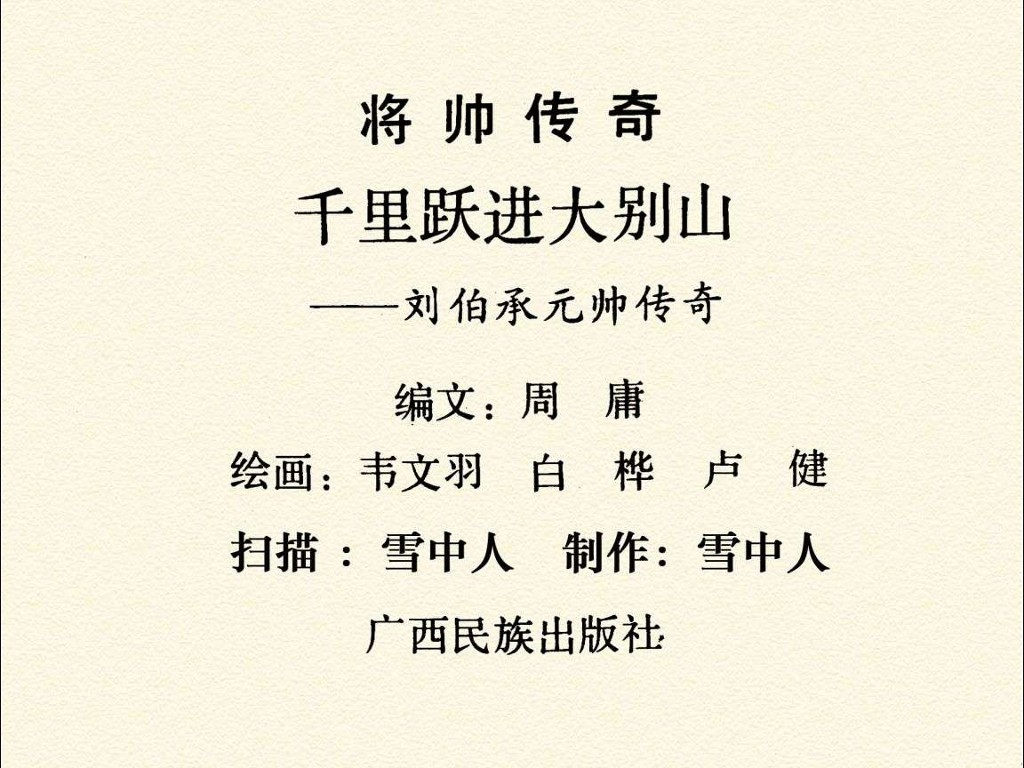 将帅传奇
千里跃进大别山
——刘伯承元帅传奇
编文：周　庸
绘画：韦文羽　白　桦　卢　健
扫描：雪中人　制作：雪中人
广西民族出版社